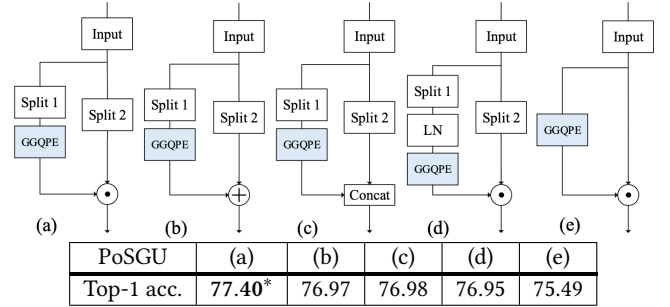 Input Input Input Input Input
Split 1 Split 2 Split 1 Split 2 Split 1 Split 2 Split 1 Split 2
GGQPE GGQPE GGQPE LN GGQPE
GGQPE
Concat
(a) (b) (c) (d) (e)
PoSGU (a) (b) (c) (d) (e)
Top-1 acc. 77.40* 76.97 76.98 76.95 75.49